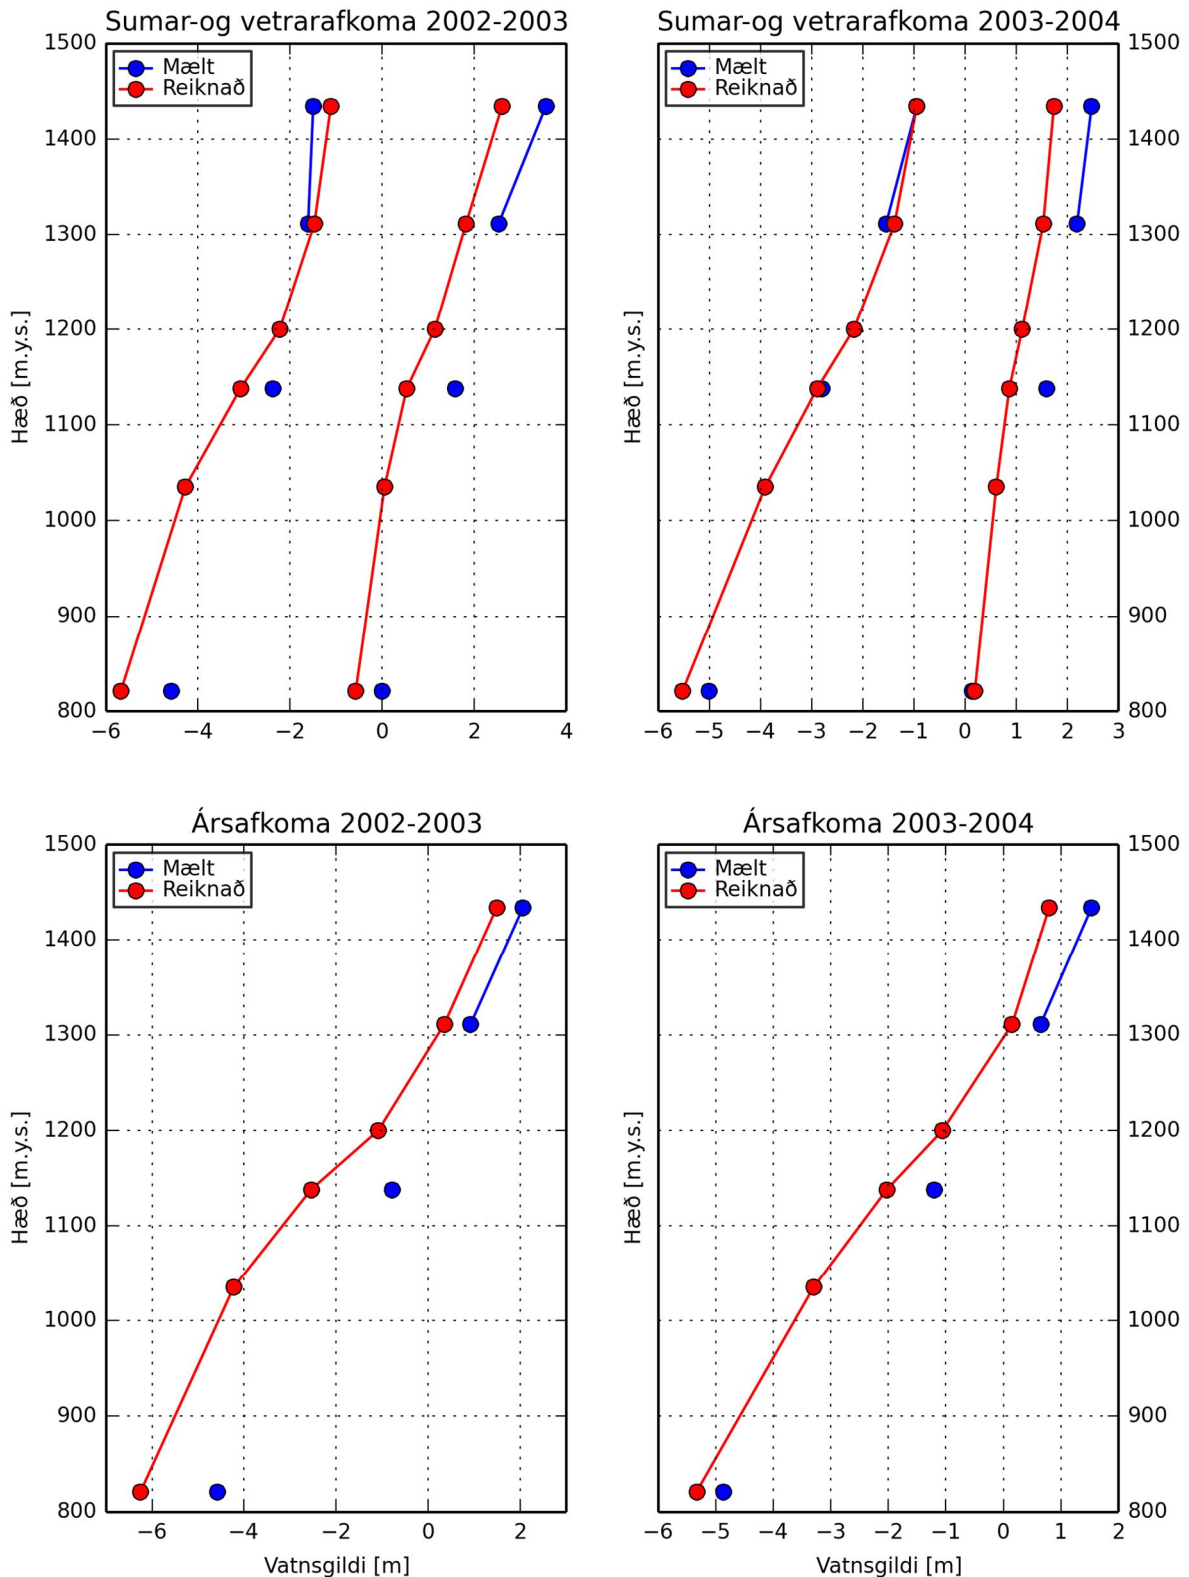 Sumar-og vetrarafkoma 2002-2003
1500
1400
1300
1200
1100
1000
900
800
Hæð [m.y.s.]
Mælt
Reiknað
−6 −4 −2 0 2 4
Sumar-og vetrarafkoma 2003-2004
Hæð [m.y.s.]
Mælt
Reiknað
1500
1400
1300
1200
1100
1000
900
800
−6 −5 −4 −3 −2 −1 0 1 2 3
Ársafkoma 2002-2003
1500
1400
1300
1200
1100
1000
900
800
Hæð [m.y.s.]
Mælt
Reiknað
−6 −4 −2 0 2
Vatnsgildi [m]
Ársafkoma 2003-2004
Hæð [m.y.s.]
Mælt
Reiknað
1500
1400
1300
1200
1100
1000
900
800
−6 −5 −4 −3 −2 −1 0 1 2
Vatnsgildi [m]